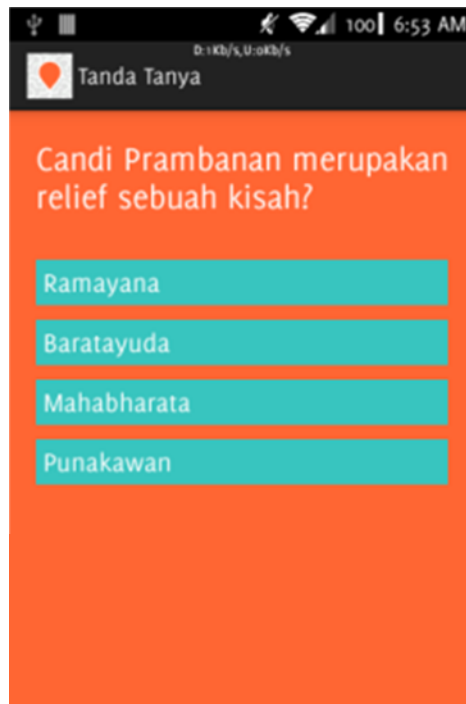 100 6:53 AM
D:1Kb/s,U:0Kb/s
Tanda Tanya
Candi Prambanan merupakan
relief sebuah kisah?
Ramayana
Baratayuda
Mahabharata
Punakawan